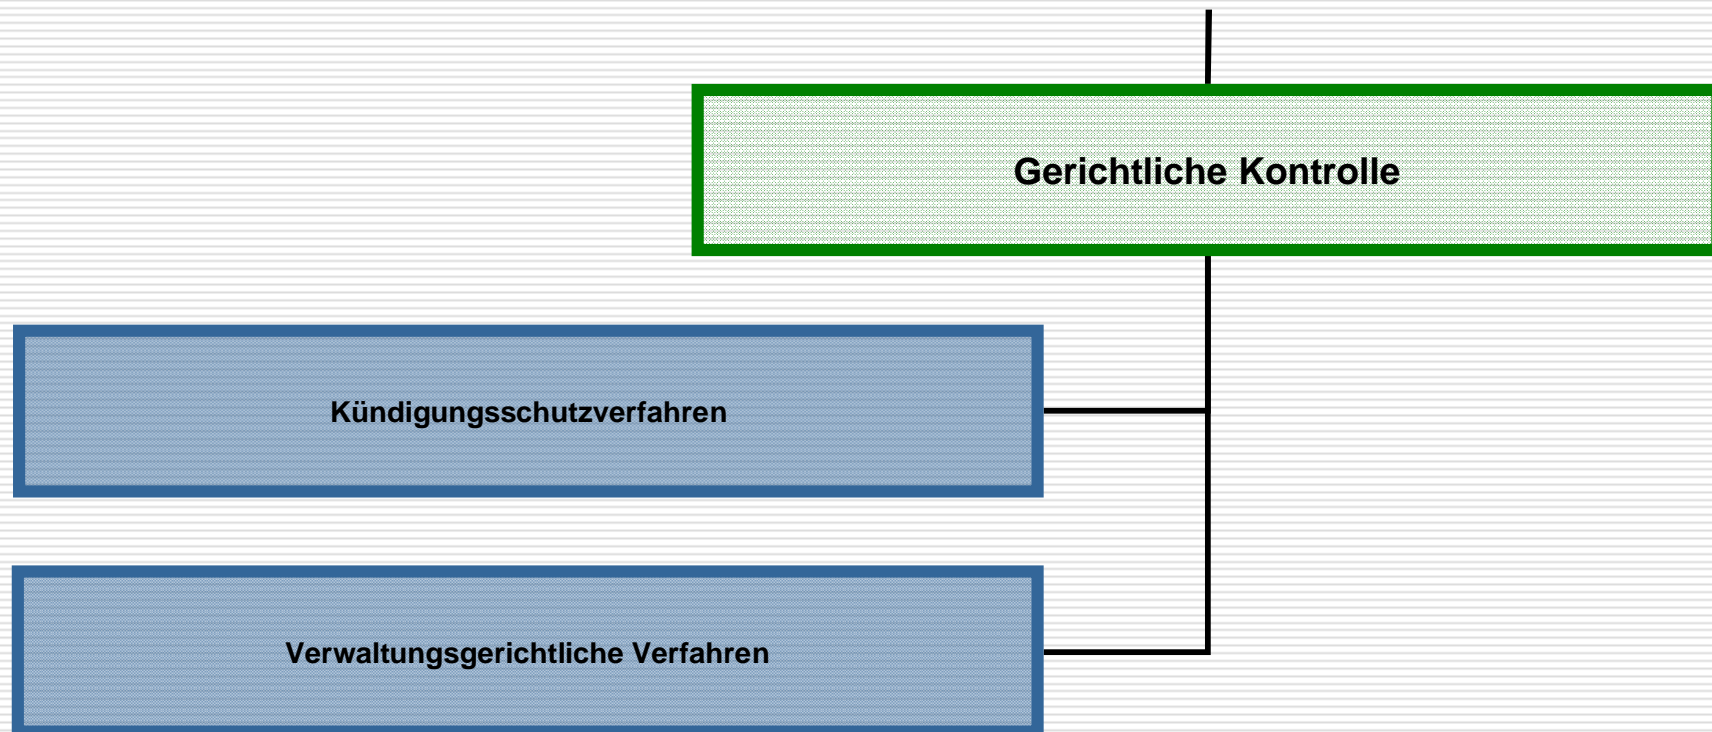 Gerichtliche Kontrolle
Kündigungsschutzverfahren
Verwaltungsgerichtliche Verfahren